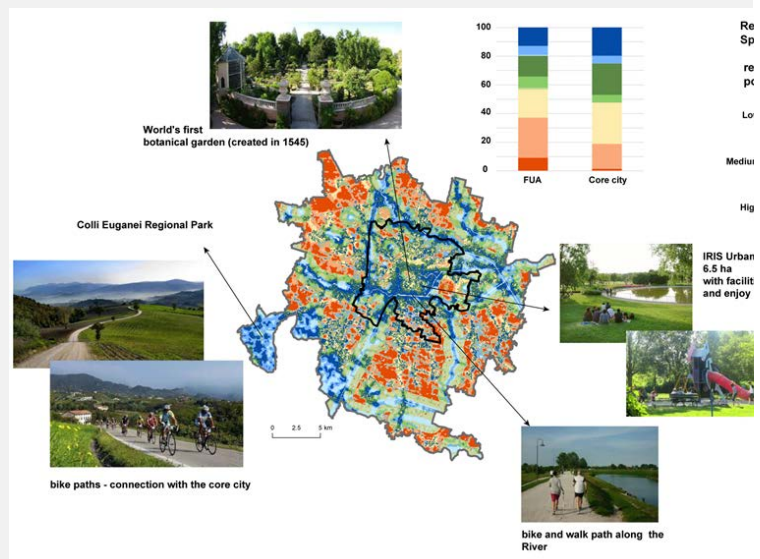 World's first
botanical garden (created in 1545)
100
80
60
40
20
0
FUA
Core city
Colli Euganei Regional Park
IRIS Urban
6.5 ha
with
and enjoy
0 2.5 5 km
bike paths - connection with the core city
bike and walk path along the
River